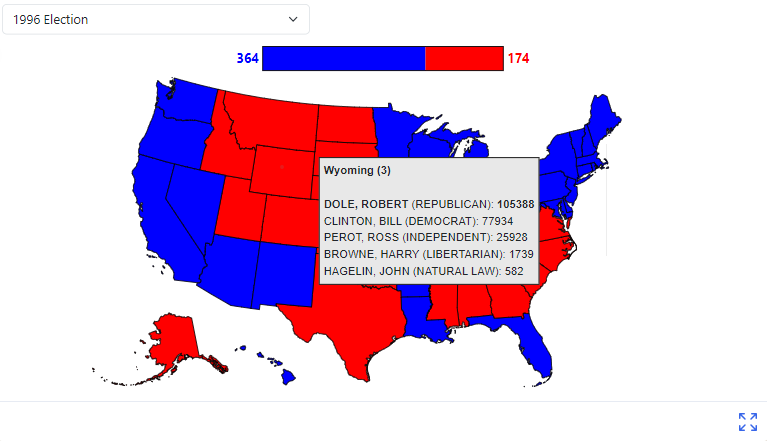 1996 Election
364 174
Wyoming (3)
DOLE, ROBERT (REPUBLICAN): 105388
CLINTON, BILL (DEMOCRAT): 77934
PEROT, ROSS (INDEPENDENT): 25928
BROWNE, HARRY (LIBERTARIAN): 1739
HAGELIN, JOHN (NATURAL LAW): 582